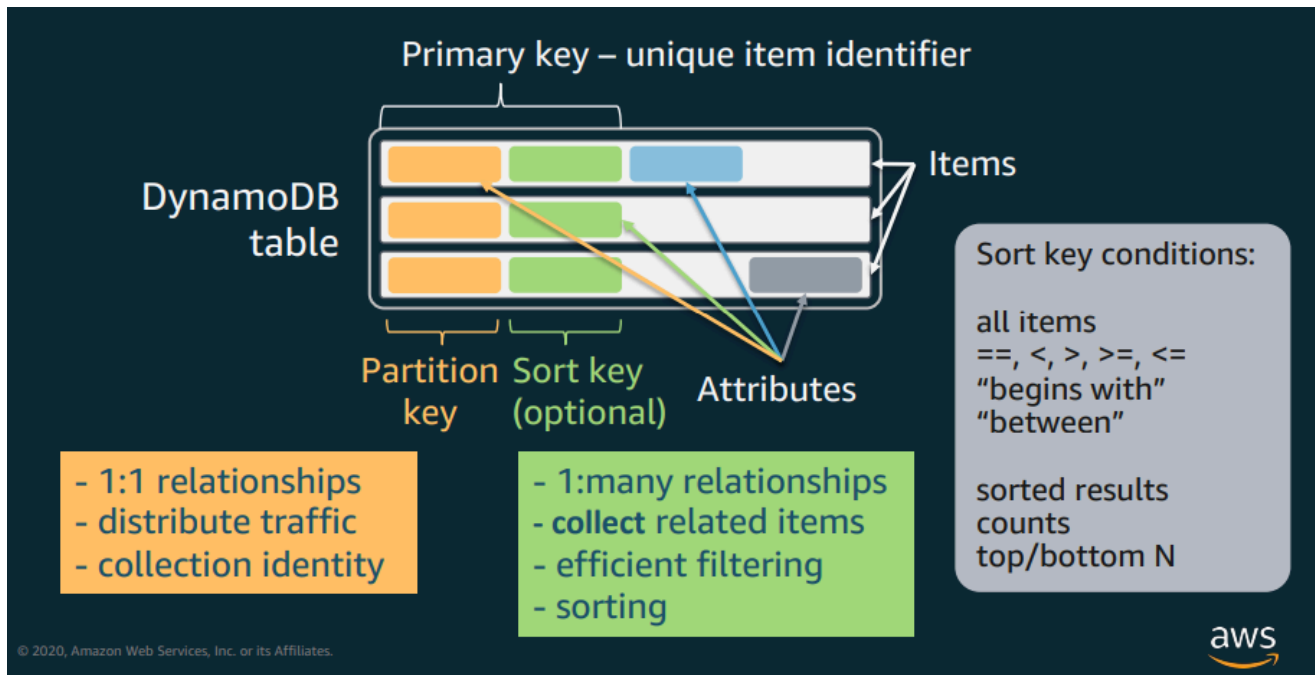 Primary key – unique item identifier
DynamoDB
table
Items
Partition
key
Sort key
(optional)
Attributes
- 1:1 relationships
- distribute traffic
- collection identity
- 1:many relationships
- collect related items
- efficient filtering
- sorting
Sort key conditions:
all items
==, <, >, >=, <=
“begins with”
“between”
sorted results
counts
top/bottom N
© 2020, Amazon Web Services, Inc. or its Affiliates.
aws